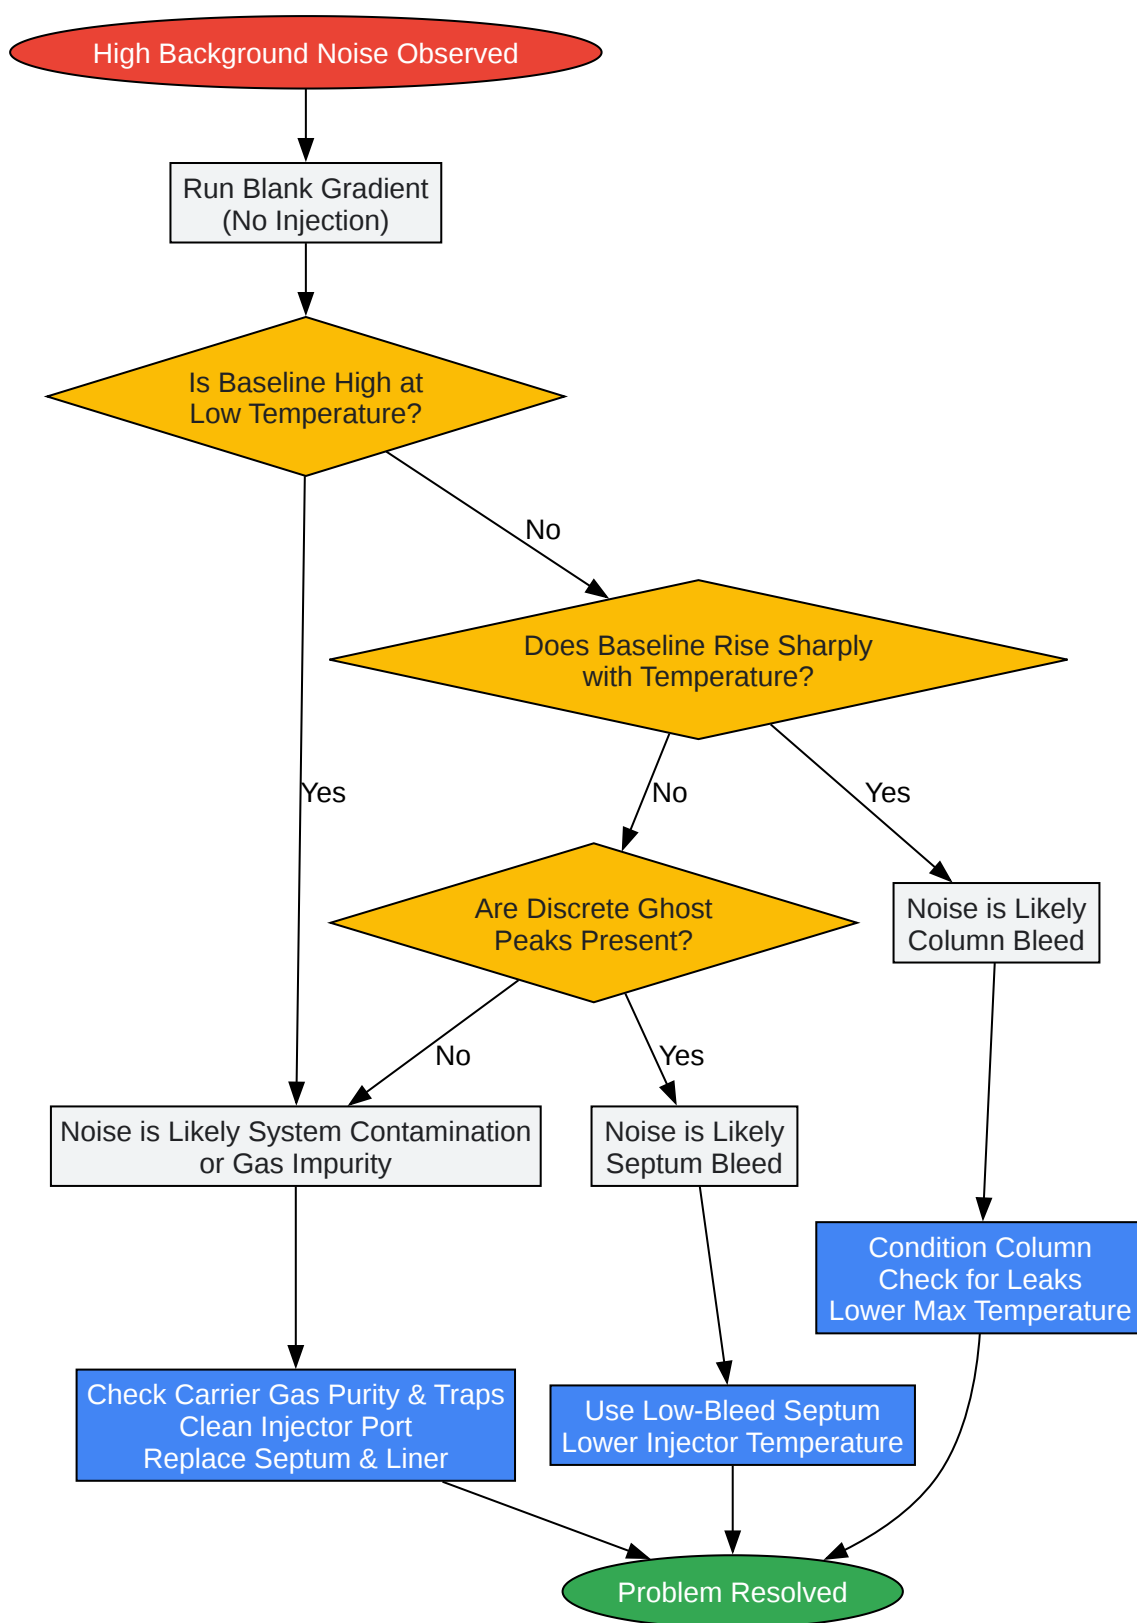 High Background Noise Observed
Run Blank Gradient
(No Injection)
Is Baseline High at
Low Temperature?
No
Does Baseline Rise Sharply
with Temperature?
Yes
No
Yes
Are Discrete Ghost
Peaks Present?
Noise is Likely
Column Bleed
No
Yes
Noise is Likely System Contamination
or Gas Impurity
Noise is Likely
Septum Bleed
Condition Column
Check for Leaks
Lower Max Temperature
Check Carrier Gas Purity & Traps
Clean Injector Port
Replace Septum & Liner
Use Low-Bleed Septum
Lower Injector Temperature
Problem Resolved